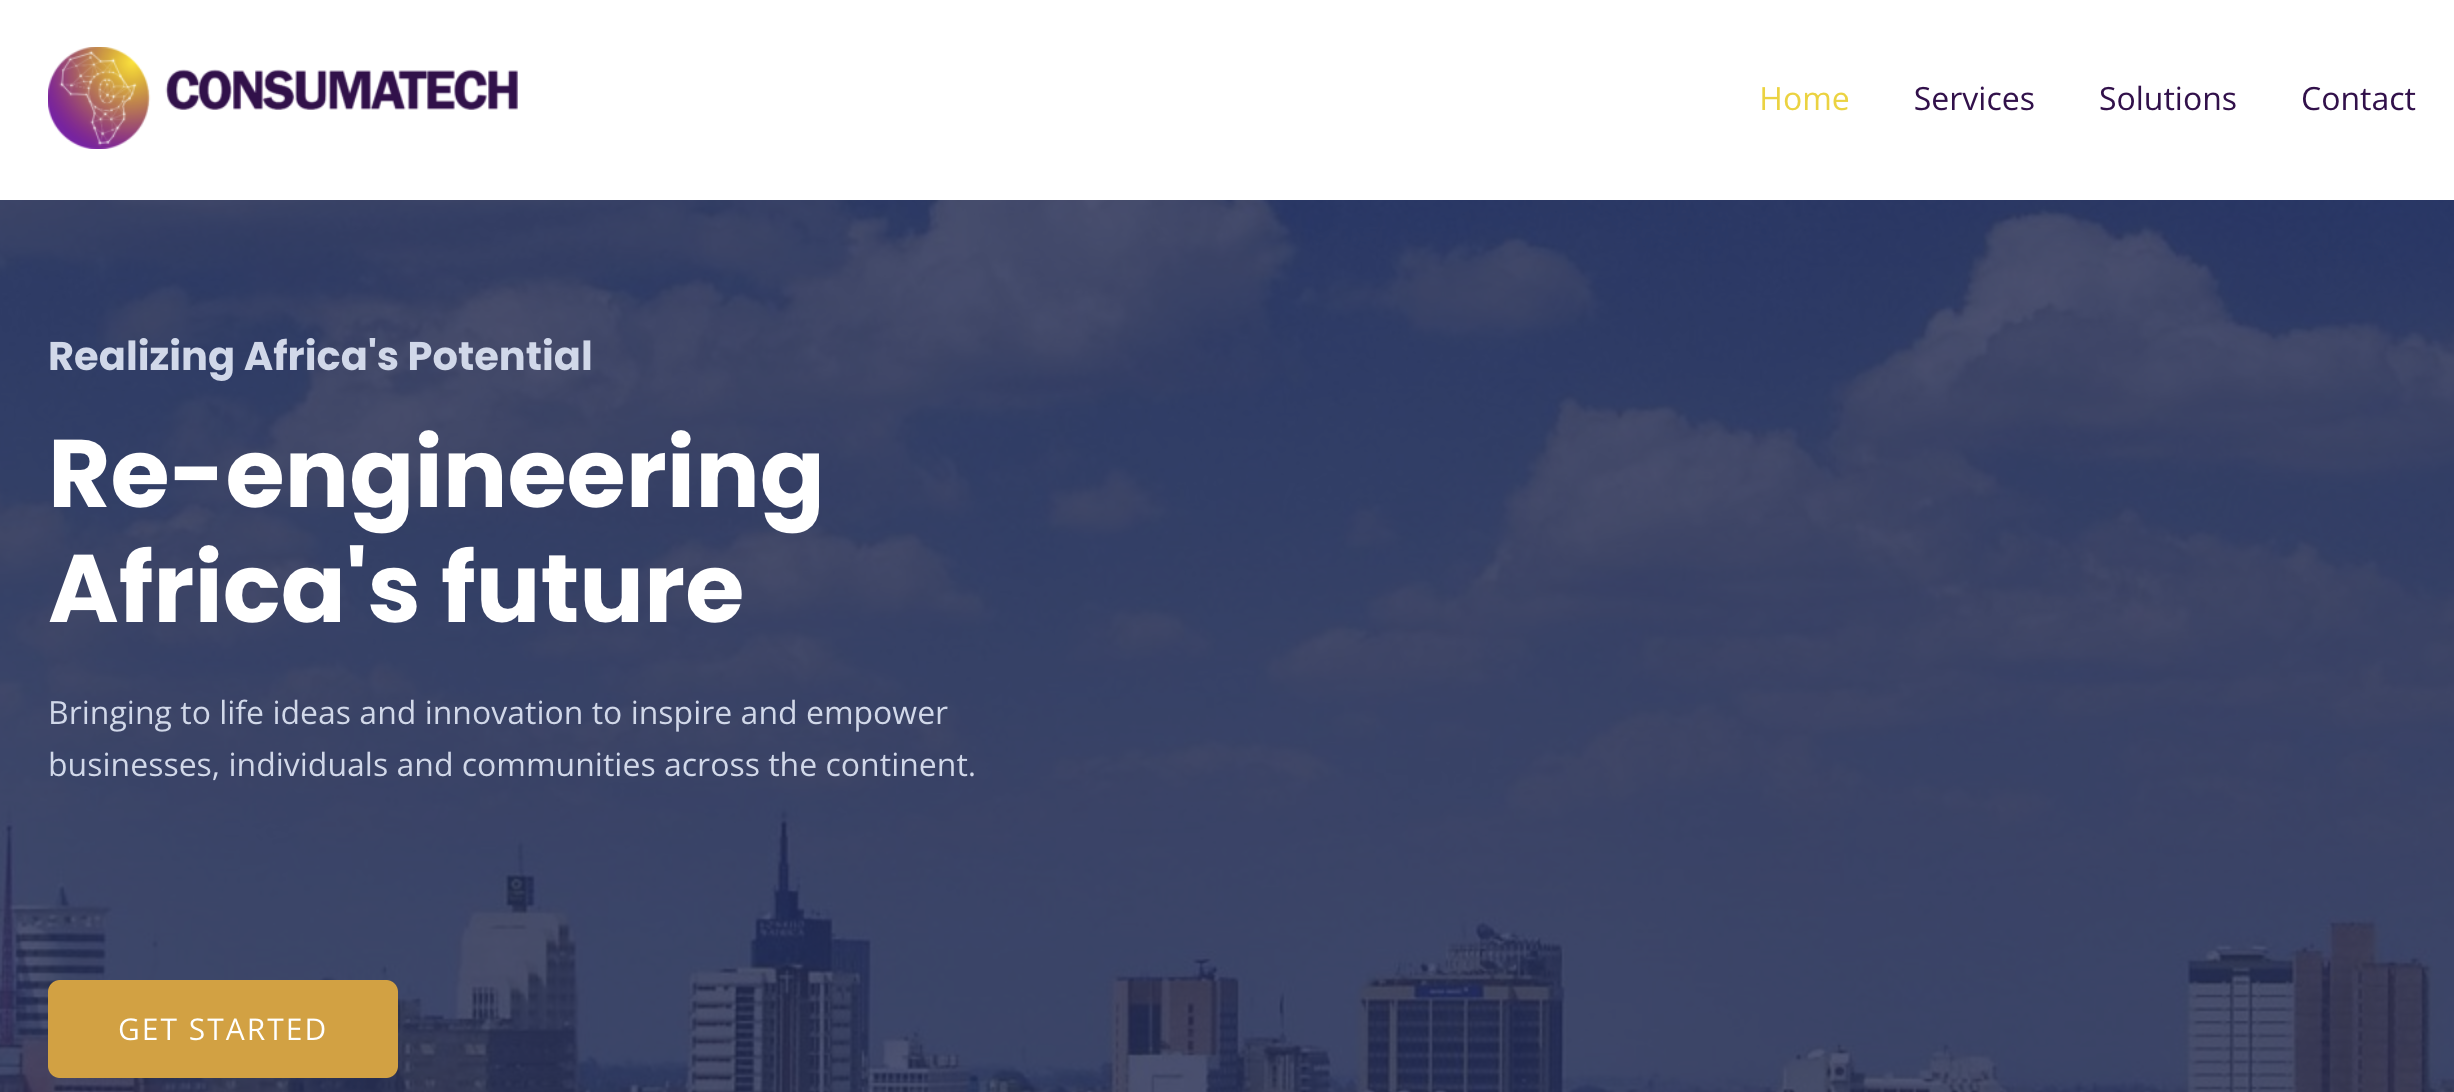 CONSUMATECH
Home
Services
Solutions
Contact
Realizing Africa's Potential
Re-engineering
Africa's future
Bringing to life ideas and innovation to inspire and empower
businesses, individuals and communities across the continent.
GET STARTED